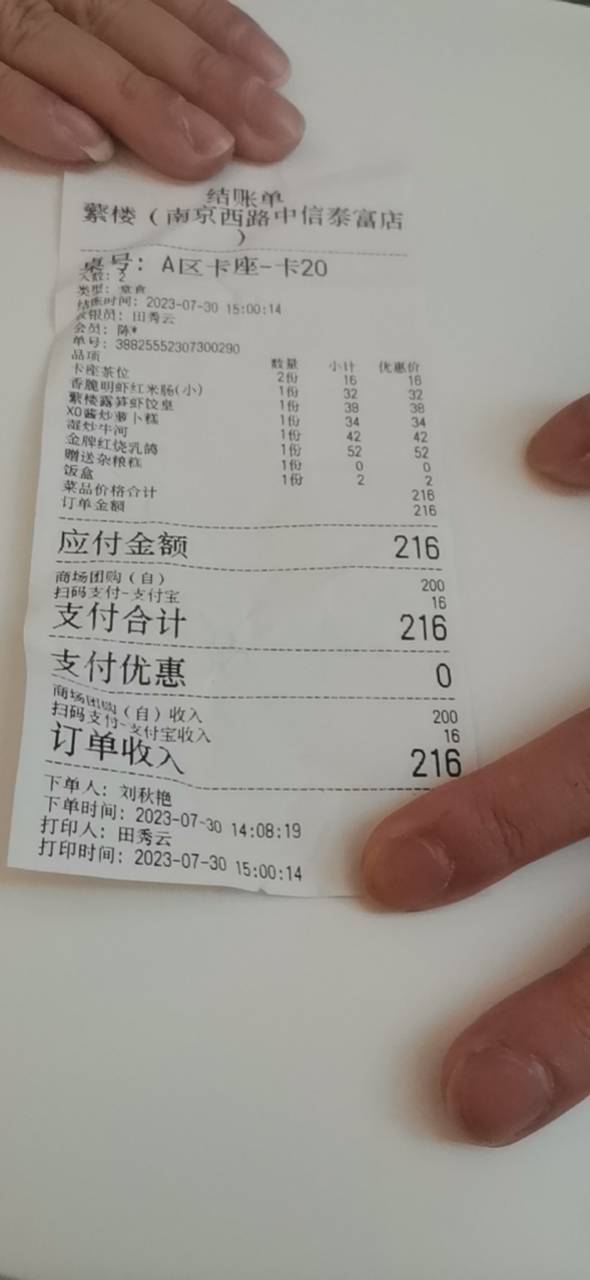 结账单
蘩楼（南京西路中信泰富店
）
桌号：A区卡座-卡20
人数：2
类型：堂食
结账时间：2023-07-30 15:00:14
收银员：田秀云
会员：陈*
单号：38825552307300290
品项 数量 小计 优惠价
卡座茶位 2份 16 16
香脆明虾红米肠(小) 1份 32 32
蘩楼露笋虾饺皇 1份 38 38
XO酱炒萝卜糕 1份 34 34
湿炒牛河 1份 42 42
金牌红烧乳鸽 1份 52 52
赠送杂粮糕 1份 0 0
饭盒 1份 2 2
菜品价格合计 216
订单金额 216
应付金额 216
商场团购（自） 200
扫码支付-支付宝 16
支付合计 216
支付优惠 0
商场团购（自）收入 200
扫码支付-支付宝收入 16
订单收入 216
下单人：刘秋艳
下单时间：2023-07-30 14:08:19
打印人：田秀云
打印时间：2023-07-30 15:00:14